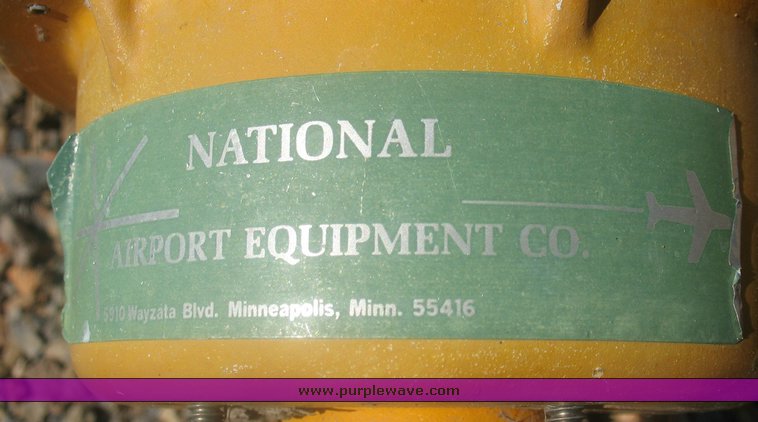 NATIONAL
AIRPORT EQUIPMENT CO.
5910 Wayzata Blvd. Minneapolis, Minn. 55416
www.purplewave.com